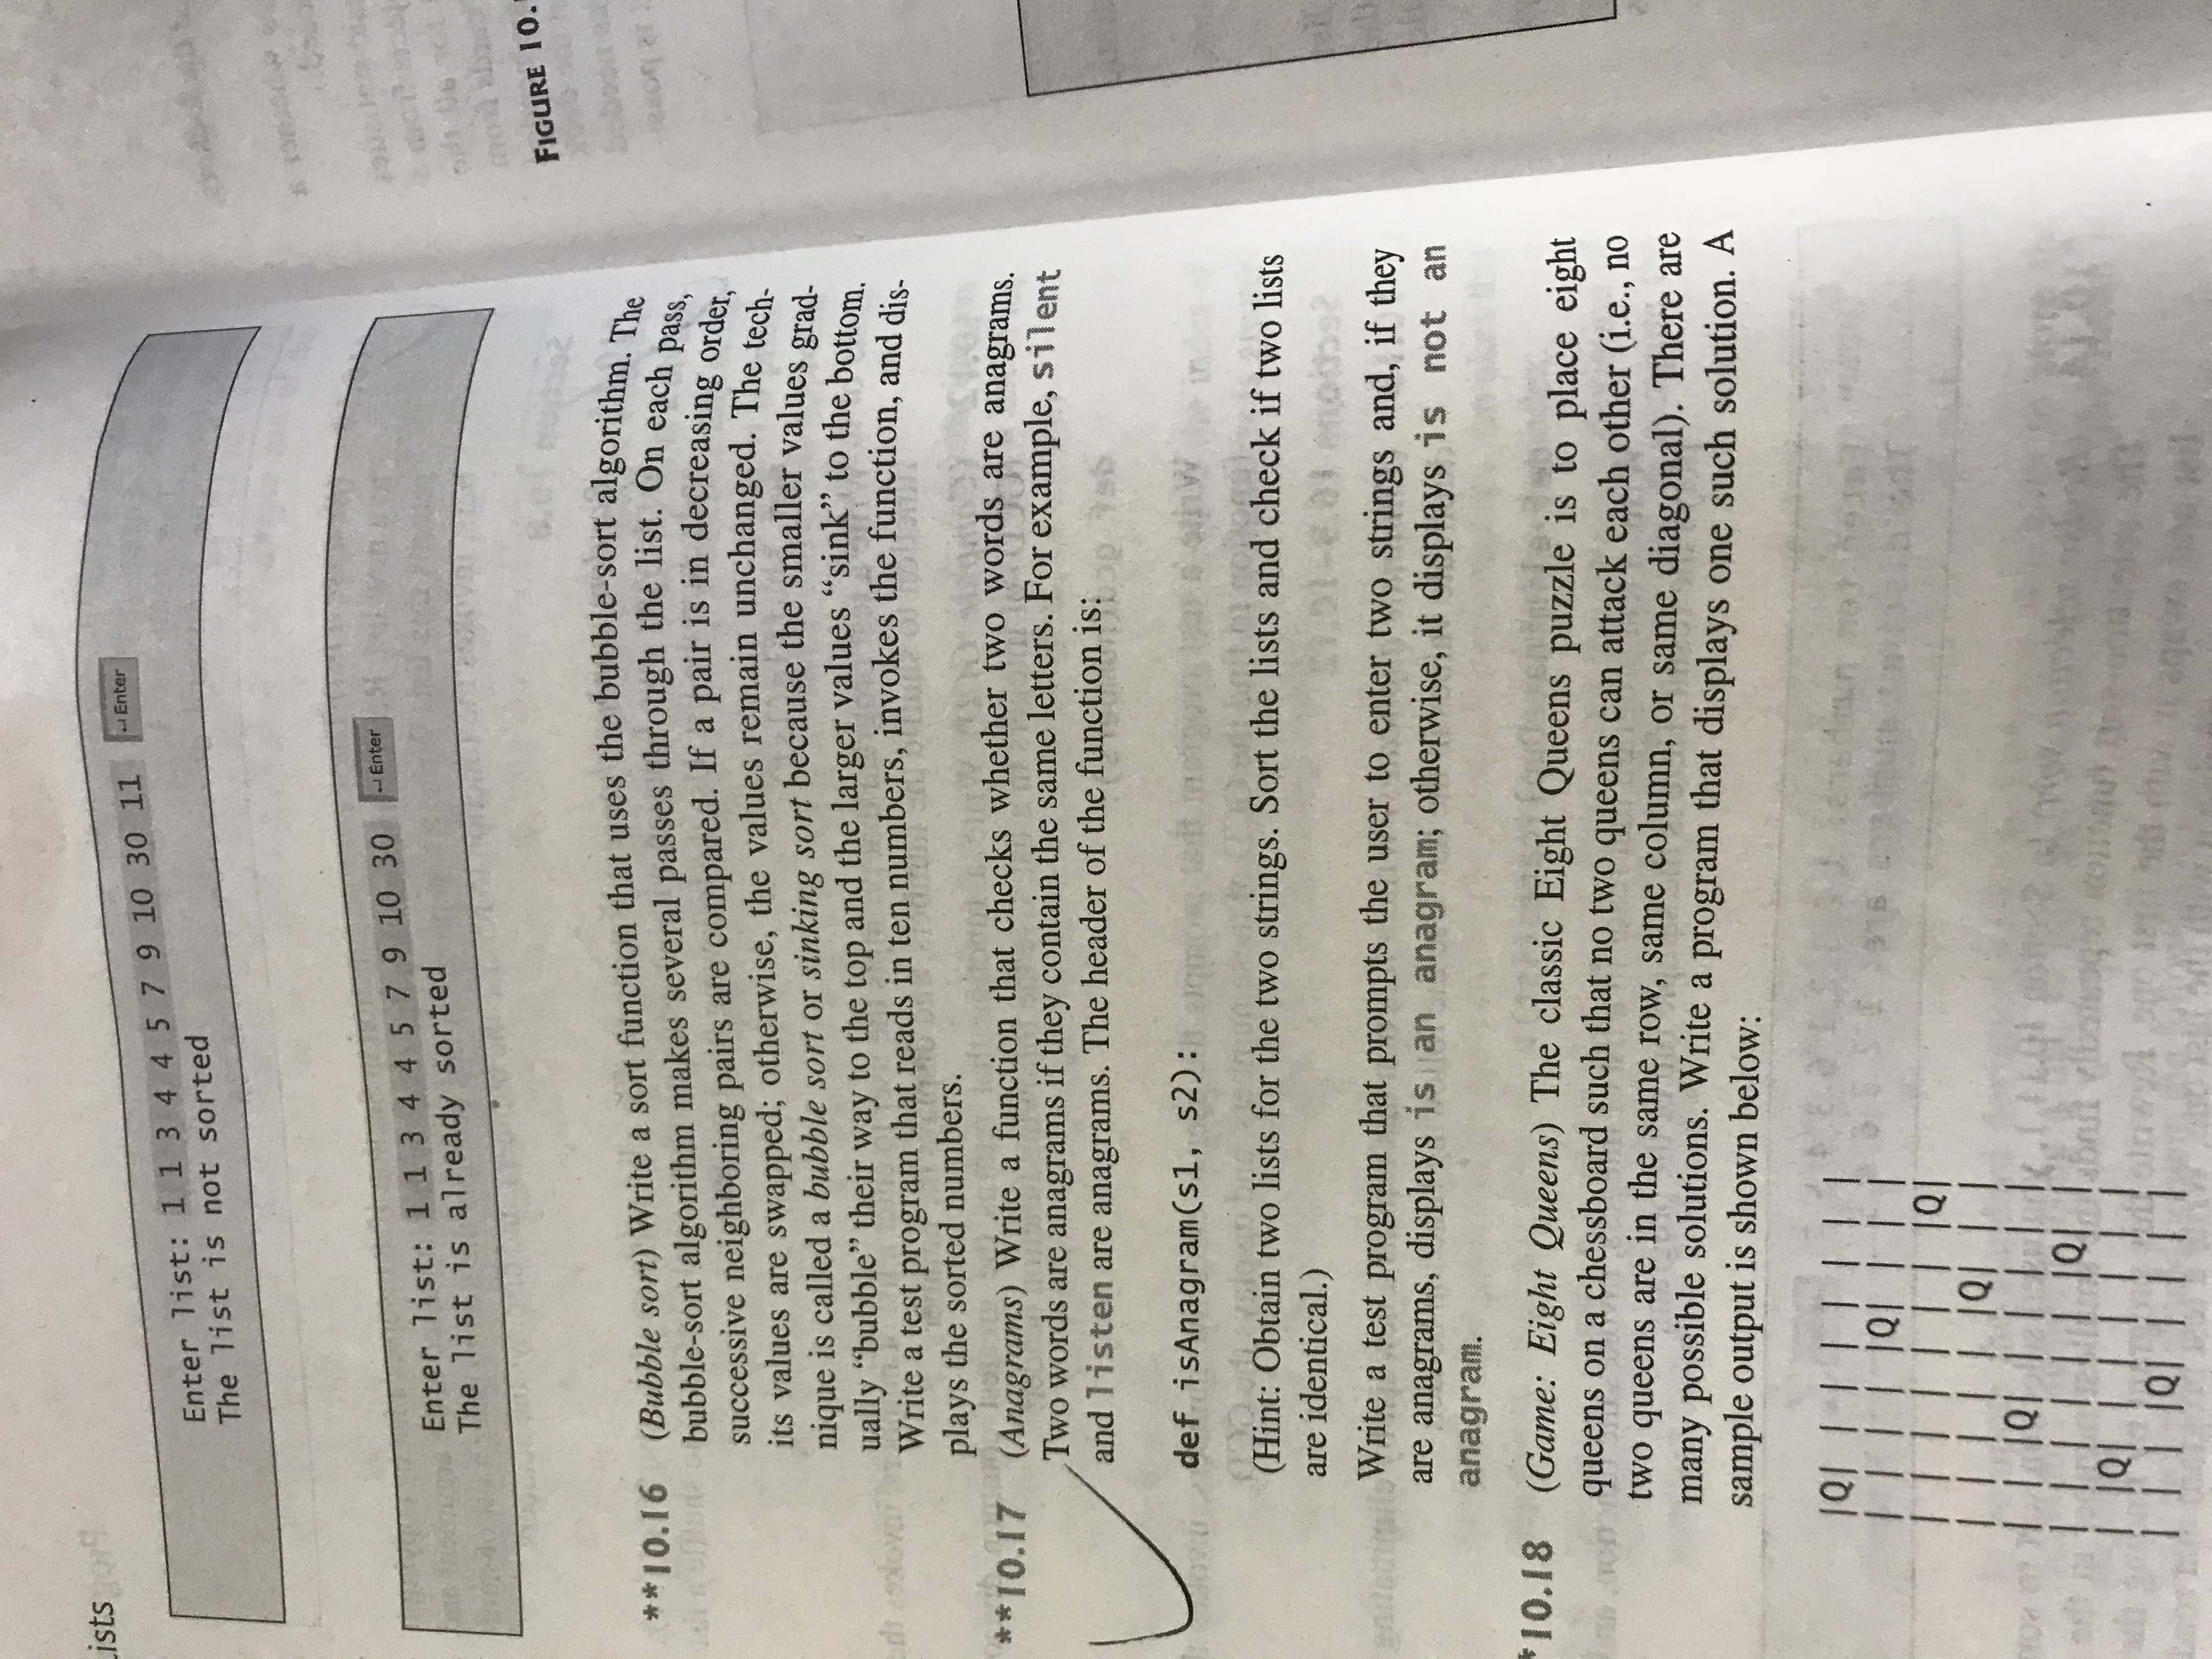 Lists
Enter list: 1 1 3 4 4 5 7 9 10 30 11 ↵Enter
The list is not sorted
Enter list: 1 1 3 4 4 5 7 9 10 30 ↵Enter
The list is already sorted
FIGURE 10.
**10.16 (Bubble sort) Write a sort function that uses the bubble-sort algorithm. The
bubble-sort algorithm makes several passes through the list. On each pass,
successive neighboring pairs are compared. If a pair is in decreasing order,
its values are swapped; otherwise, the values remain unchanged. The tech-
nique is called a bubble sort or sinking sort because the smaller values grad-
ually “bubble” their way to the top and the larger values “sink” to the bottom.
Write a test program that reads in ten numbers, invokes the function, and dis-
plays the sorted numbers.
**10.17 (Anagrams) Write a function that checks whether two words are anagrams.
Two words are anagrams if they contain the same letters. For example, silent
and listen are anagrams. The header of the function is:
def isAnagram(s1, s2):
(Hint: Obtain two lists for the two strings. Sort the lists and check if two lists
are identical.)
Write a test program that prompts the user to enter two strings and, if they
are anagrams, displays is an anagram; otherwise, it displays is not an
anagram.
*10.18 (Game: Eight Queens) The classic Eight Queens puzzle is to place eight
queens on a chessboard such that no two queens can attack each other (i.e., no
two queens are in the same row, same column, or same diagonal). There are
many possible solutions. Write a program that displays one such solution. A
sample output is shown below:
|Q| | | | | | | |
| | | | |Q| | | |
| | | | | | | |Q|
| | | | | |Q| | |
| | |Q| | | | | |
| | | | | | |Q| |
| |Q| | | | | | |
| | | |Q| | | | |